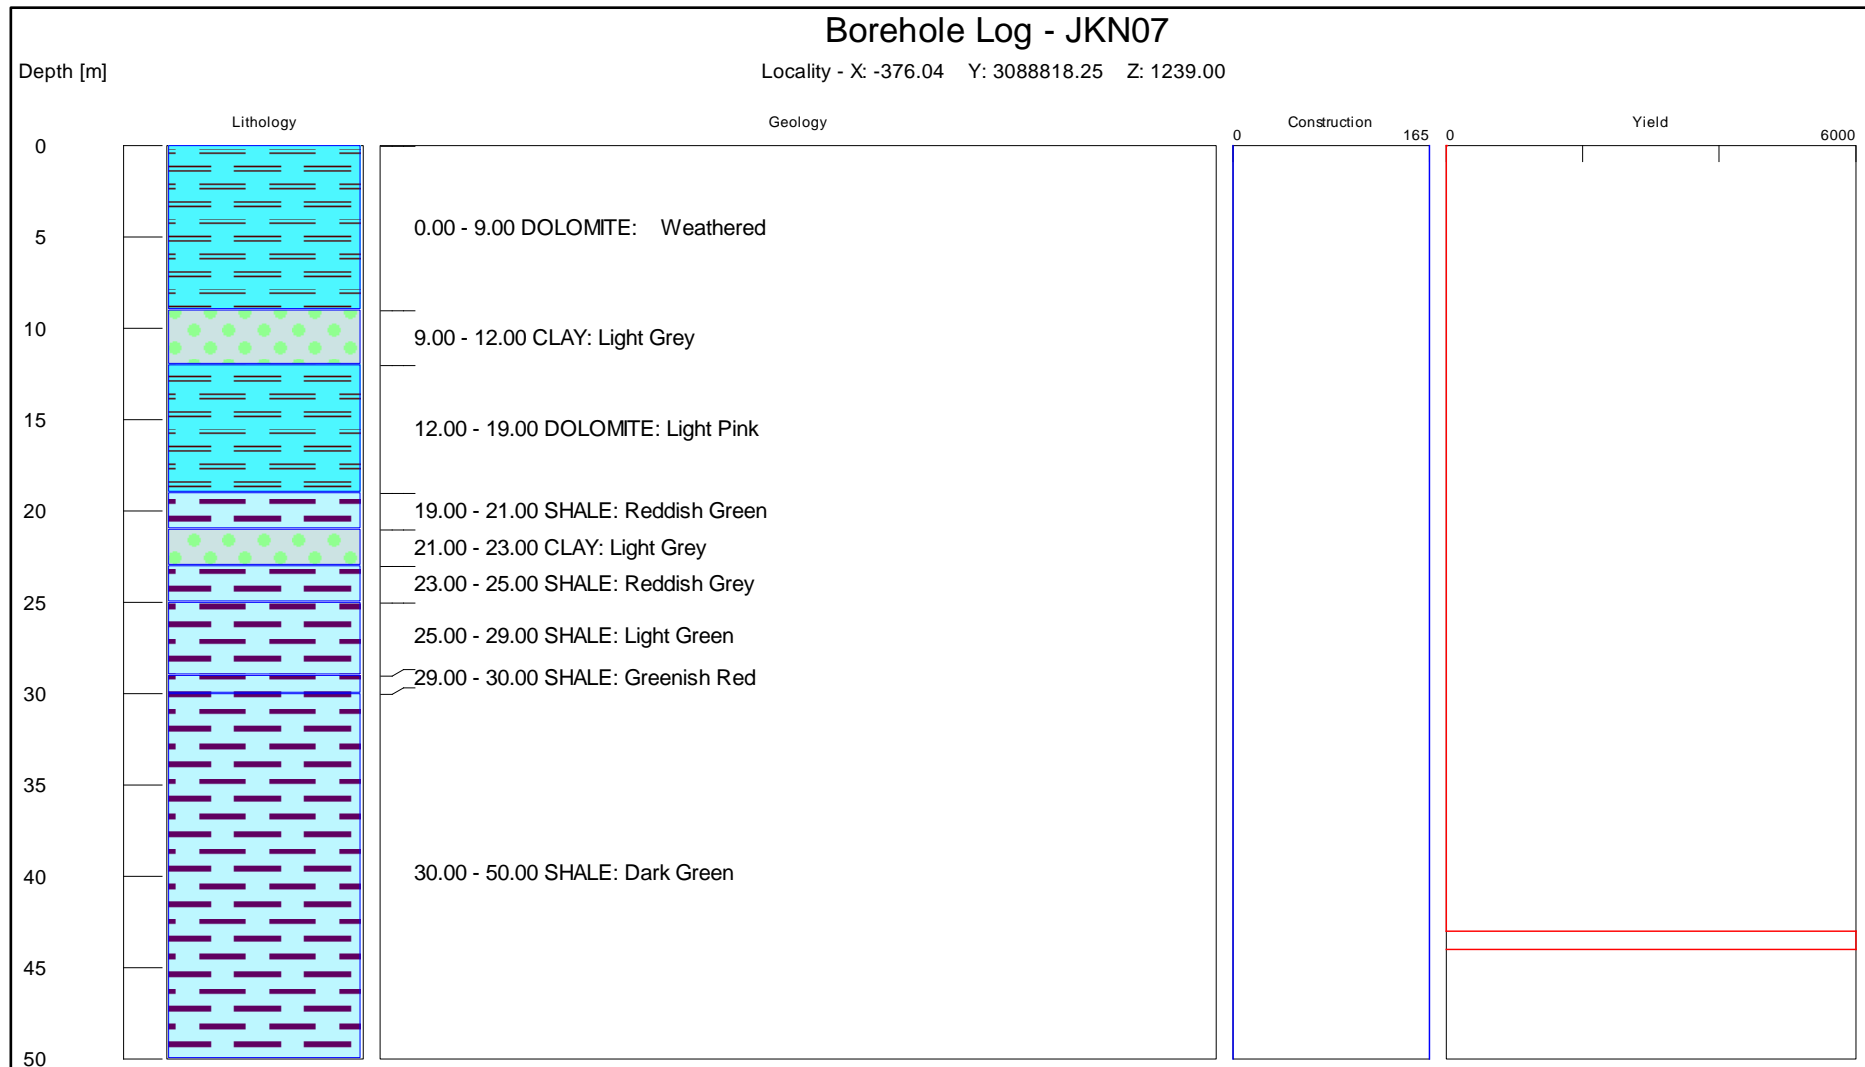 Borehole Log - JKN07
Depth [m]
Locality - X: -376.04 Y: 3088818.25 Z: 1239.00
Lithology
Geology
Construction
0 165
Yield
0 6000
0
5
10
15
20
25
30
35
40
45
50
0.00 - 9.00 DOLOMITE: Weathered
9.00 - 12.00 CLAY: Light Grey
12.00 - 19.00 DOLOMITE: Light Pink
19.00 - 21.00 SHALE: Reddish Green
21.00 - 23.00 CLAY: Light Grey
23.00 - 25.00 SHALE: Reddish Grey
25.00 - 29.00 SHALE: Light Green
29.00 - 30.00 SHALE: Greenish Red
30.00 - 50.00 SHALE: Dark Green